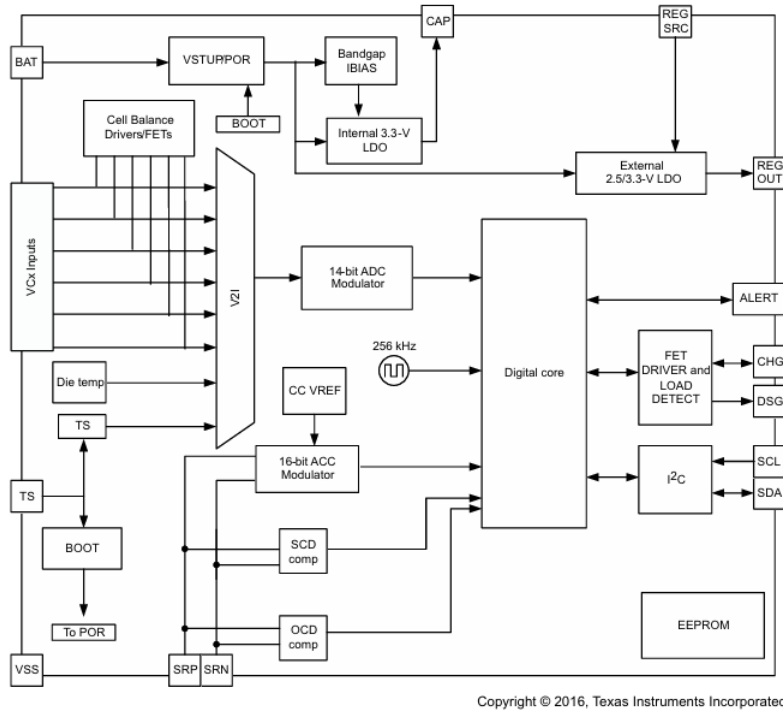 CAP
REG
SRC
BAT
VSTUP/POR
Bandgap
IBIAS
BOOT
Internal 3.3-V
LDO
Cell Balance
Drivers/FETs
External
2.5/3.3-V LDO
REG
OUT
VCx Inputs
V2I
14-bit ADC
Modulator
ALERT
256 kHz
Digital core
FET
DRIVER and
LOAD
DETECT
CHG
DSG
Die temp
CC VREF
TS
16-bit ACC
Modulator
I2C
SCL
SDA
TS
BOOT
SCD
comp
To POR
OCD
comp
EEPROM
VSS
SRP
SRN
Copyright © 2016, Texas Instruments Incorporated